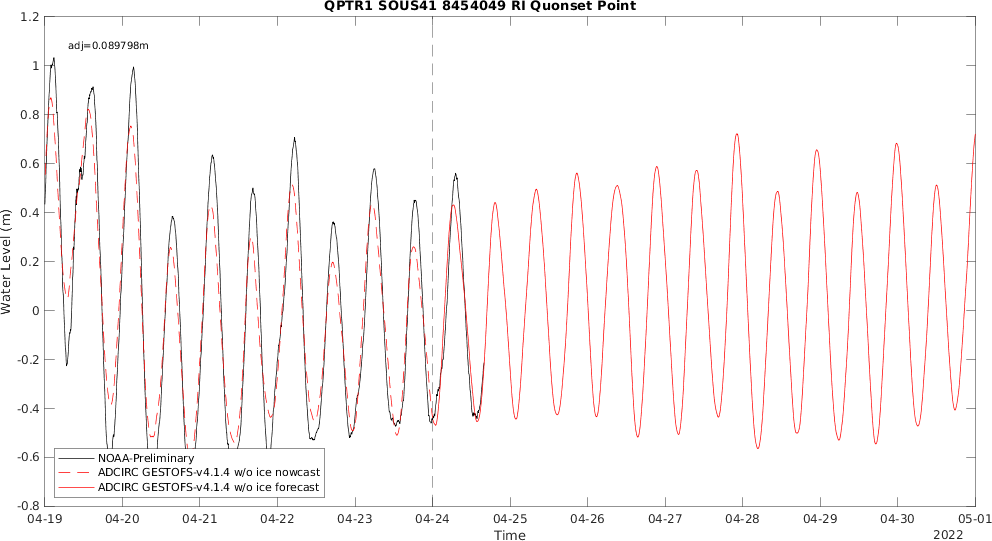 QPTR1 SOUS41 8454049 RI Quonset Point
adj=0.089798m
1.2
1
0.8
0.6
0.4
0.2
0
-0.2
-0.4
-0.6
-0.8
Water Level (m)
NOAA-Preliminary
ADCIRC GESTOFS-v4.1.4 w/o ice nowcast
ADCIRC GESTOFS-v4.1.4 w/o ice forecast
04-19 04-20 04-21 04-22 04-23 04-24 04-25 04-26 04-27 04-28 04-29 04-30 05-01
Time
2022